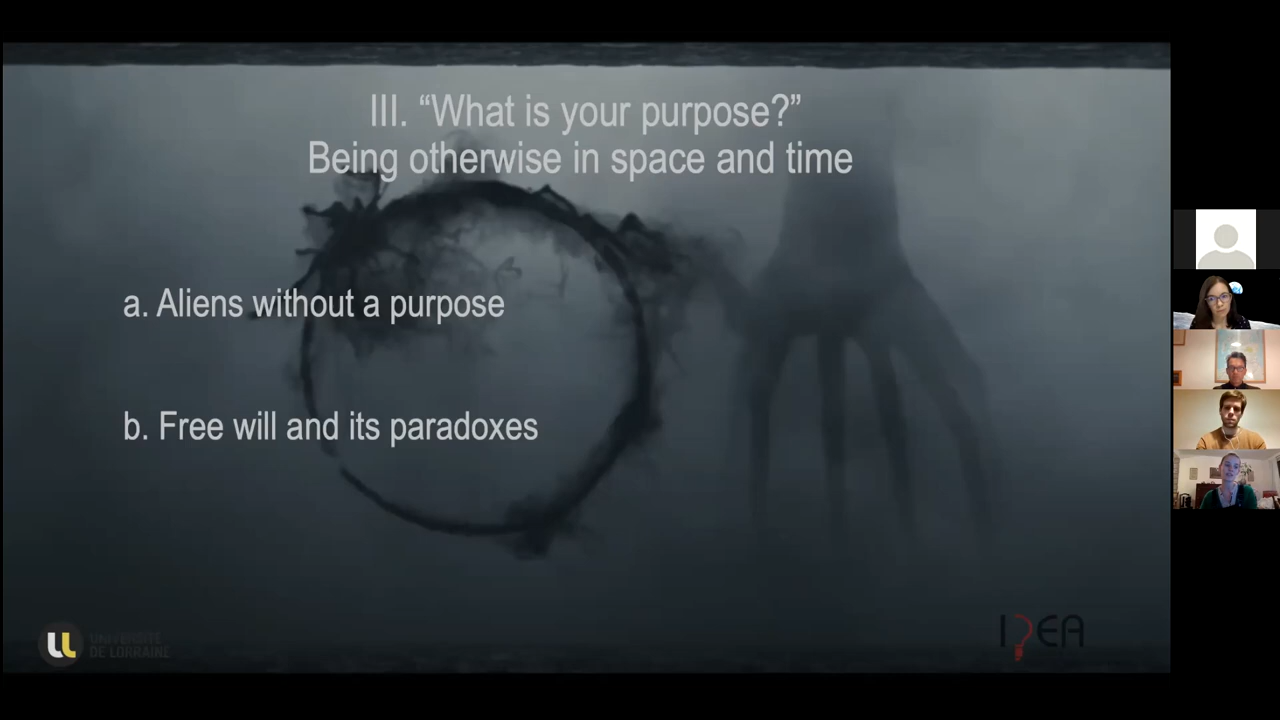 III. “What is your purpose?”
Being otherwise in space and time
a. Aliens without a purpose
b. Free will and its paradoxes
UNIVERSITÉ
DE LORRAINE
IDEA